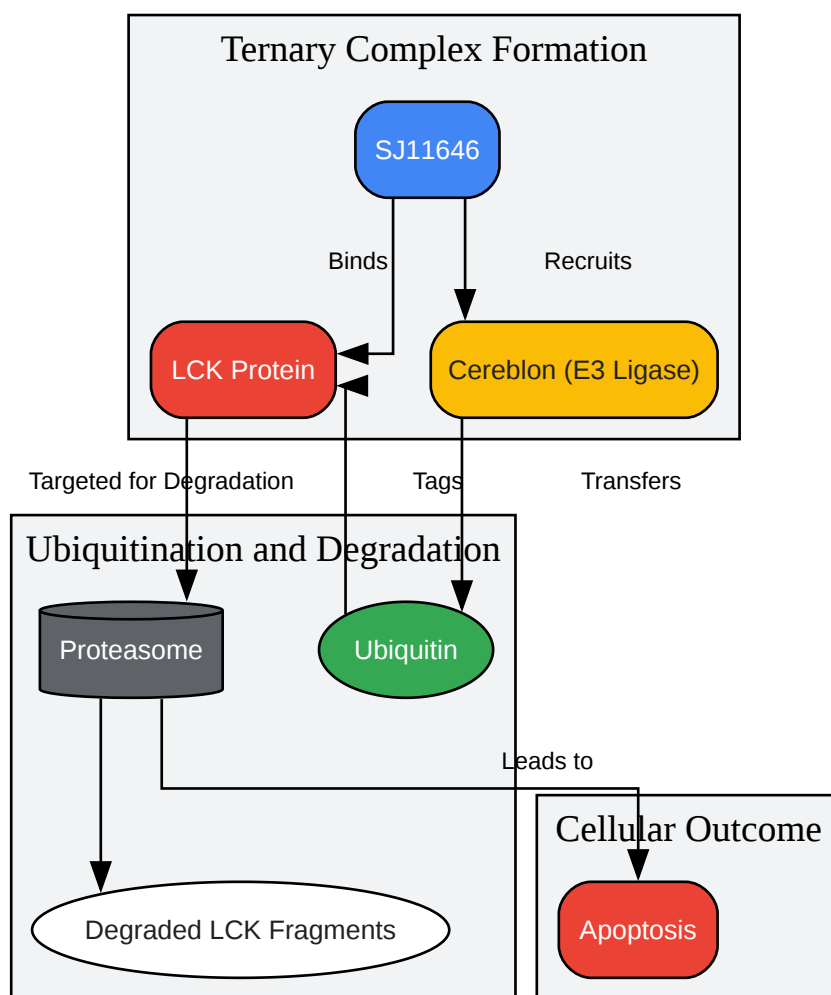 Ternary Complex Formation
SJ11646
Binds
Recruits
LCK Protein
Cereblon (E3 Ligase)
Targeted for Degradation
Tags
Transfers
Ubiquitination and Degradation
Proteasome
Ubiquitin
Leads to
Cellular Outcome
Degraded LCK Fragments
Apoptosis